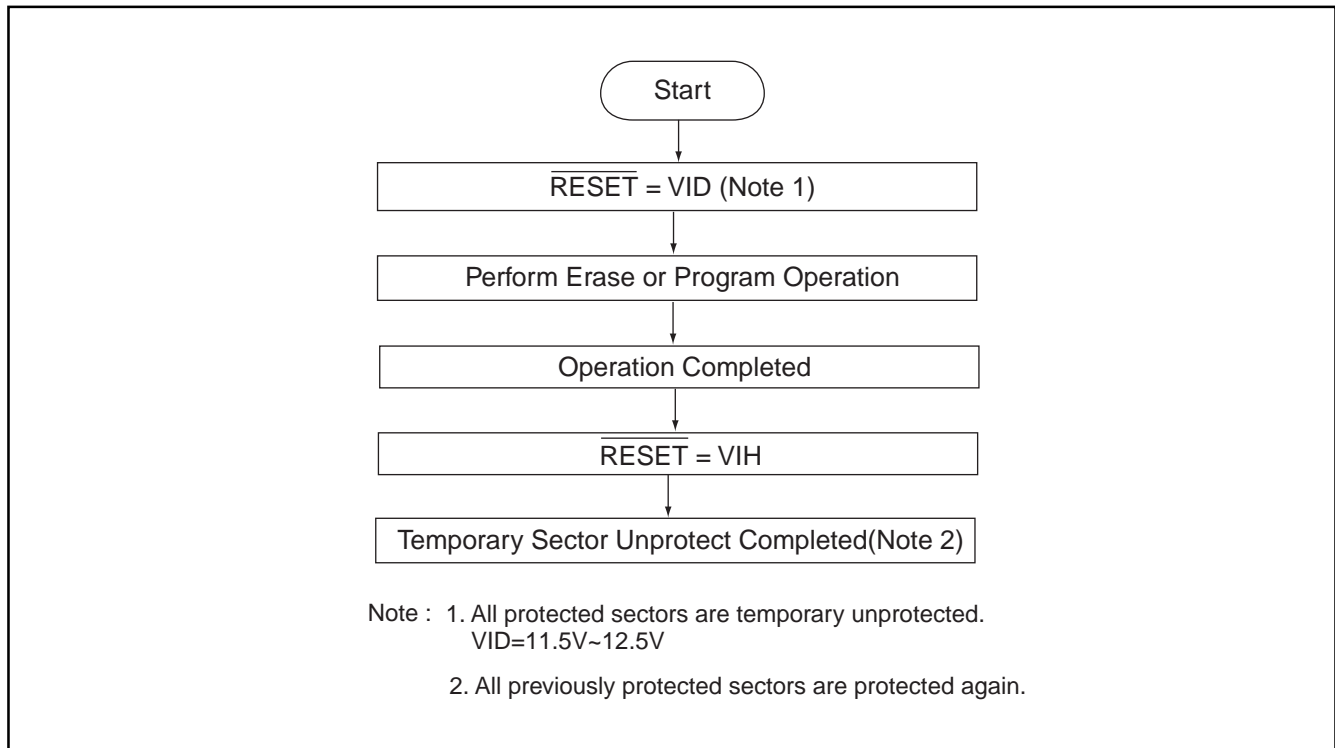 Start
R̅E̅S̅E̅T̅ = VID (Note 1)
Perform Erase or Program Operation
Operation Completed
R̅E̅S̅E̅T̅ = VIH
Temporary Sector Unprotect Completed(Note 2)
Note : 1. All protected sectors are temporary unprotected.
VID=11.5V~12.5V
2. All previously protected sectors are protected again.